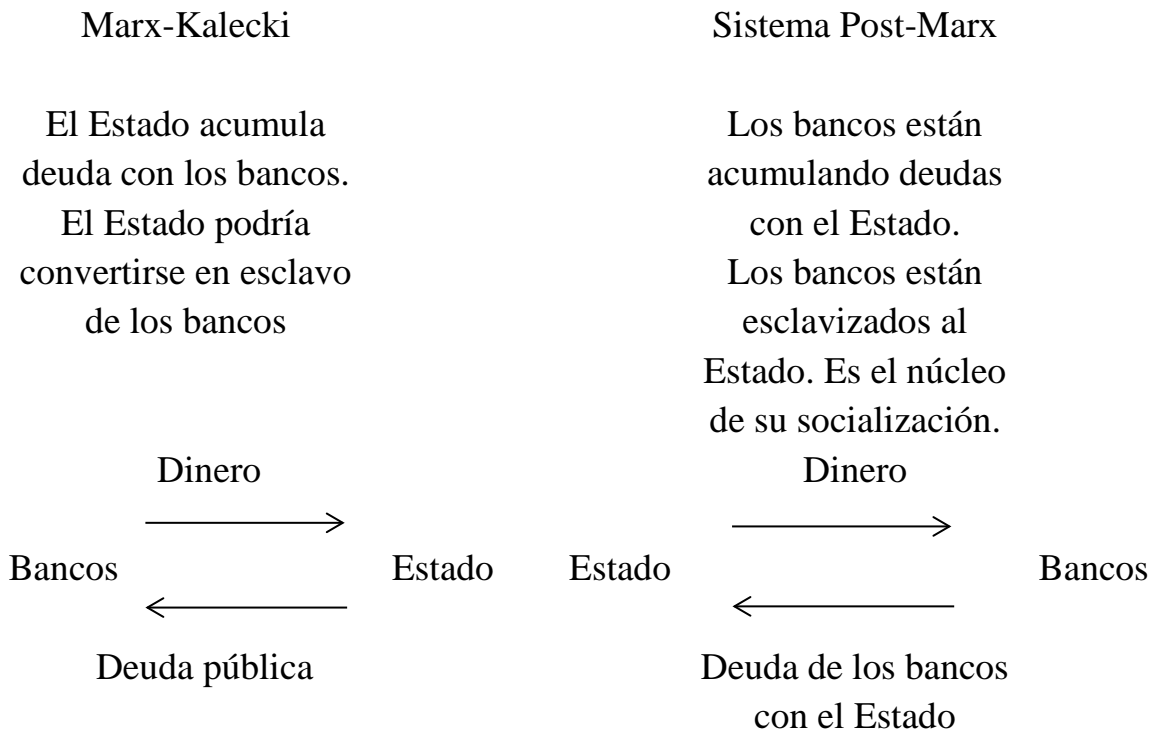 Marx-Kalecki
El Estado acumula
deuda con los bancos.
El Estado podría
convertirse en esclavo
de los bancos
Dinero
Bancos
Estado
Deuda pública
Sistema Post-Marx
Los bancos están
acumulando deudas
con el Estado.
Los bancos están
esclavizados al
Estado. Es el núcleo
de su socialización.
Dinero
Estado
Bancos
Deuda de los bancos
con el Estado